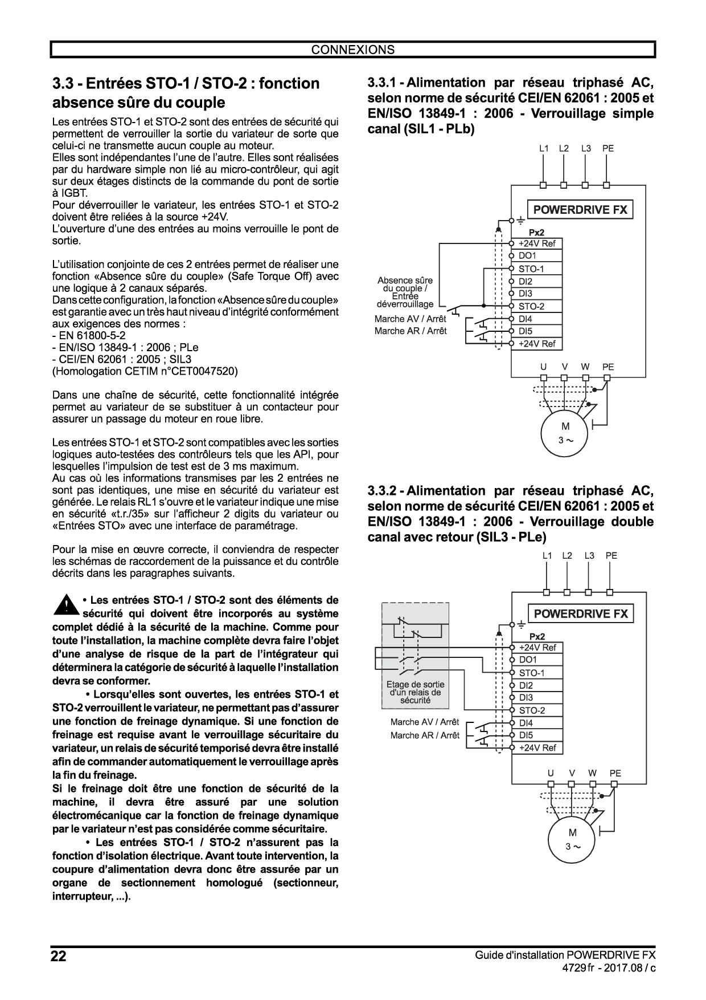 CONNEXIONS
3.3 - Entrées STO-1 / STO-2 : fonction
absence sûre du couple
Les entrées STO-1 et STO-2 sont des entrées de sécurité qui
permettent de verrouiller la sortie du variateur de sorte que
celui-ci ne transmette aucun couple au moteur.
Elles sont indépendantes l’une de l’autre. Elles sont réalisées
par du hardware simple non lié au micro-contrôleur, qui agit
sur deux étages distincts de la commande du pont de sortie
à IGBT.
Pour déverrouiller le variateur, les entrées STO-1 et STO-2
doivent être reliées à la source +24V.
L’ouverture d’une des entrées au moins verrouille le pont de
sortie.
L’utilisation conjointe de ces 2 entrées permet de réaliser une
fonction «Absence sûre du couple» (Safe Torque Off) avec
une logique à 2 canaux séparés.
Dans cette configuration, la fonction «Absence sûre du couple»
est garantie avec un très haut niveau d’intégrité conformément
aux exigences des normes :
- EN 61800-5-2
- EN/ISO 13849-1 : 2006 ; PLe
- CEI/EN 62061 : 2005 ; SIL3
(Homologation CETIM n°CET0047520)
Dans une chaîne de sécurité, cette fonctionnalité intégrée
permet au variateur de se substituer à un contacteur pour
assurer un passage du moteur en roue libre.
Les entrées STO-1 et STO-2 sont compatibles avec les sorties
logiques auto-testées des contrôleurs tels que les API, pour
lesquelles l’impulsion de test est de 3 ms maximum.
Au cas où les informations transmises par les 2 entrées ne
sont pas identiques, une mise en sécurité du variateur est
générée. Le relais RL1 s’ouvre et le variateur indique une mise
en sécurité «t.r./35» sur l’afficheur 2 digits du variateur ou
«Entrées STO» avec une interface de paramétrage.
Pour la mise en œuvre correcte, il conviendra de respecter
les schémas de raccordement de la puissance et du contrôle
décrits dans les paragraphes suivants.
! • Les entrées STO-1 / STO-2 sont des éléments de
sécurité qui doivent être incorporés au système
complet dédié à la sécurité de la machine. Comme pour
toute l’installation, la machine complète devra faire l’objet
d’une analyse de risque de la part de l’intégrateur qui
déterminera la catégorie de sécurité à laquelle l’installation
devra se conformer.
• Lorsqu’elles sont ouvertes, les entrées STO-1 et
STO-2 verrouillent le variateur, ne permettant pas d’assurer
une fonction de freinage dynamique. Si une fonction de
freinage est requise avant le verrouillage sécuritaire du
variateur, un relais de sécurité temporisé devra être installé
afin de commander automatiquement le verrouillage après
la fin du freinage.
Si le freinage doit être une fonction de sécurité de la
machine, il devra être assuré par une solution
électromécanique car la fonction de freinage dynamique
par le variateur n’est pas considérée comme sécuritaire.
• Les entrées STO-1 / STO-2 n’assurent pas la
fonction d’isolation électrique. Avant toute intervention, la
coupure d’alimentation devra donc être assurée par un
organe de sectionnement homologué (sectionneur,
interrupteur, ...).
3.3.1 - Alimentation par réseau triphasé AC,
selon norme de sécurité CEI/EN 62061 : 2005 et
EN/ISO 13849-1 : 2006 - Verrouillage simple
canal (SIL1 - PLb)
L1 L2 L3 PE
POWERDRIVE FX
Px2
+24V Ref
DO1
STO-1
DI2
DI3
STO-2
DI4
DI5
+24V Ref
Absence sûre
du couple /
Entrée
déverrouillage
Marche AV / Arrêt
Marche AR / Arrêt
U V W PE
M
3 ~
3.3.2 - Alimentation par réseau triphasé AC,
selon norme de sécurité CEI/EN 62061 : 2005 et
EN/ISO 13849-1 : 2006 - Verrouillage double
canal avec retour (SIL3 - PLe)
L1 L2 L3 PE
POWERDRIVE FX
Px2
+24V Ref
DO1
STO-1
DI2
DI3
STO-2
DI4
DI5
+24V Ref
Etage de sortie
d'un relais de
sécurité
Marche AV / Arrêt
Marche AR / Arrêt
U V W PE
M
3 ~
22
Guide d'installation POWERDRIVE FX
4729 fr - 2017.08 / c